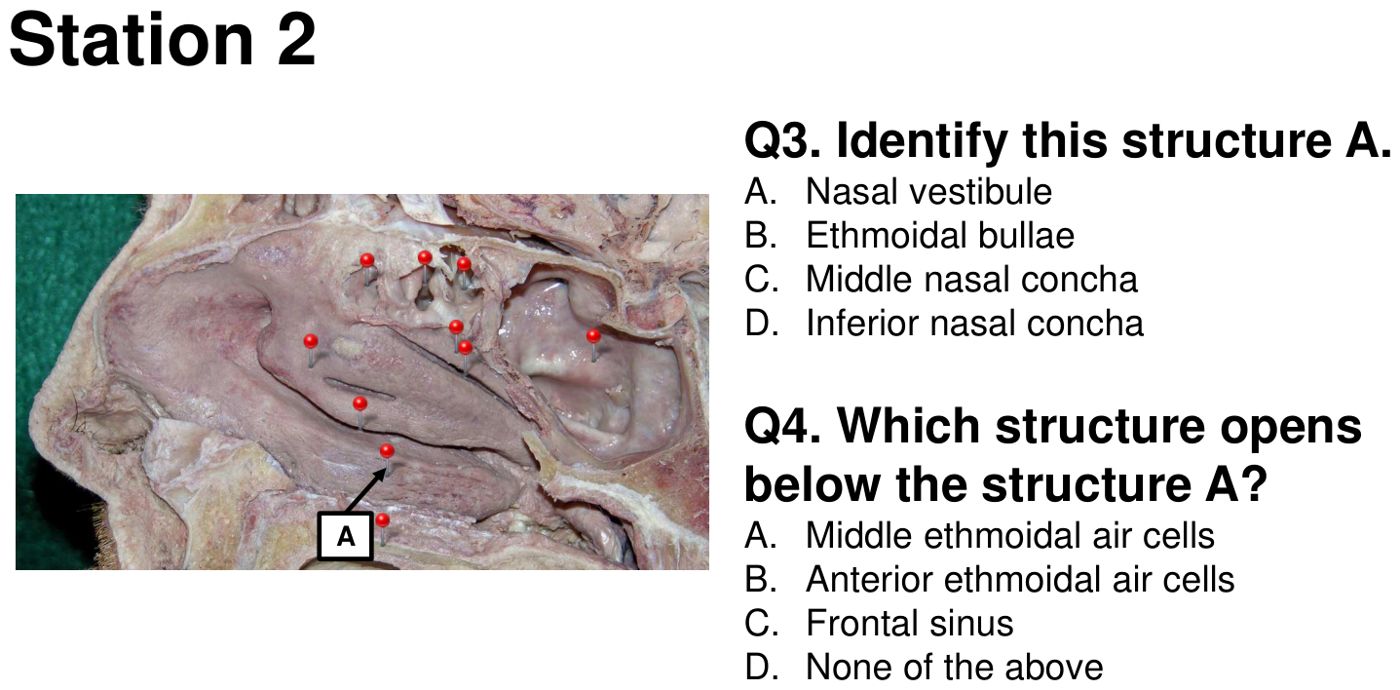 Station 2
Q3. Identify this structure A.
A. Nasal vestibule
B. Ethmoidal bullae
C. Middle nasal concha
D. Inferior nasal concha
Q4. Which structure opens
below the structure A?
A. Middle ethmoidal air cells
B. Anterior ethmoidal air cells
C. Frontal sinus
D. None of the above
A